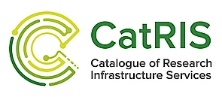 CatRIS
Catalogue of Research
Infrastructure Services